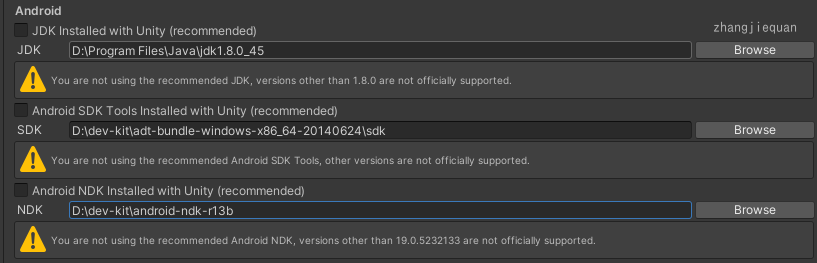 Android
JDK Installed with Unity (recommended)
zhangjiequan
JDK D:\Program Files\Java\jdk1.8.0_45 Browse
You are not using the recommended JDK, versions other than 1.8.0 are not officially supported.
Android SDK Tools Installed with Unity (recommended)
SDK D:\dev-kit\adt-bundle-windows-x86_64-20140624\sdk Browse
You are not using the recommended Android SDK Tools, other versions are not officially supported.
Android NDK Installed with Unity (recommended)
NDK D:\dev-kit\android-ndk-r13b Browse
You are not using the recommended Android NDK, versions other than 19.0.5232133 are not officially supported.